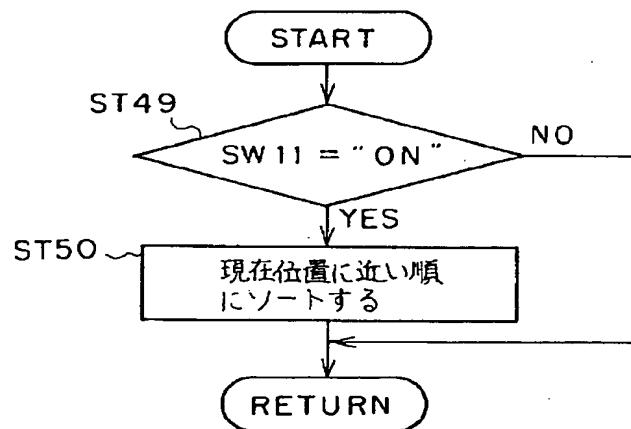 START
ST49
SW11 = "ON"
NO
YES
ST50
現在位置に近い順
にソートする
RETURN